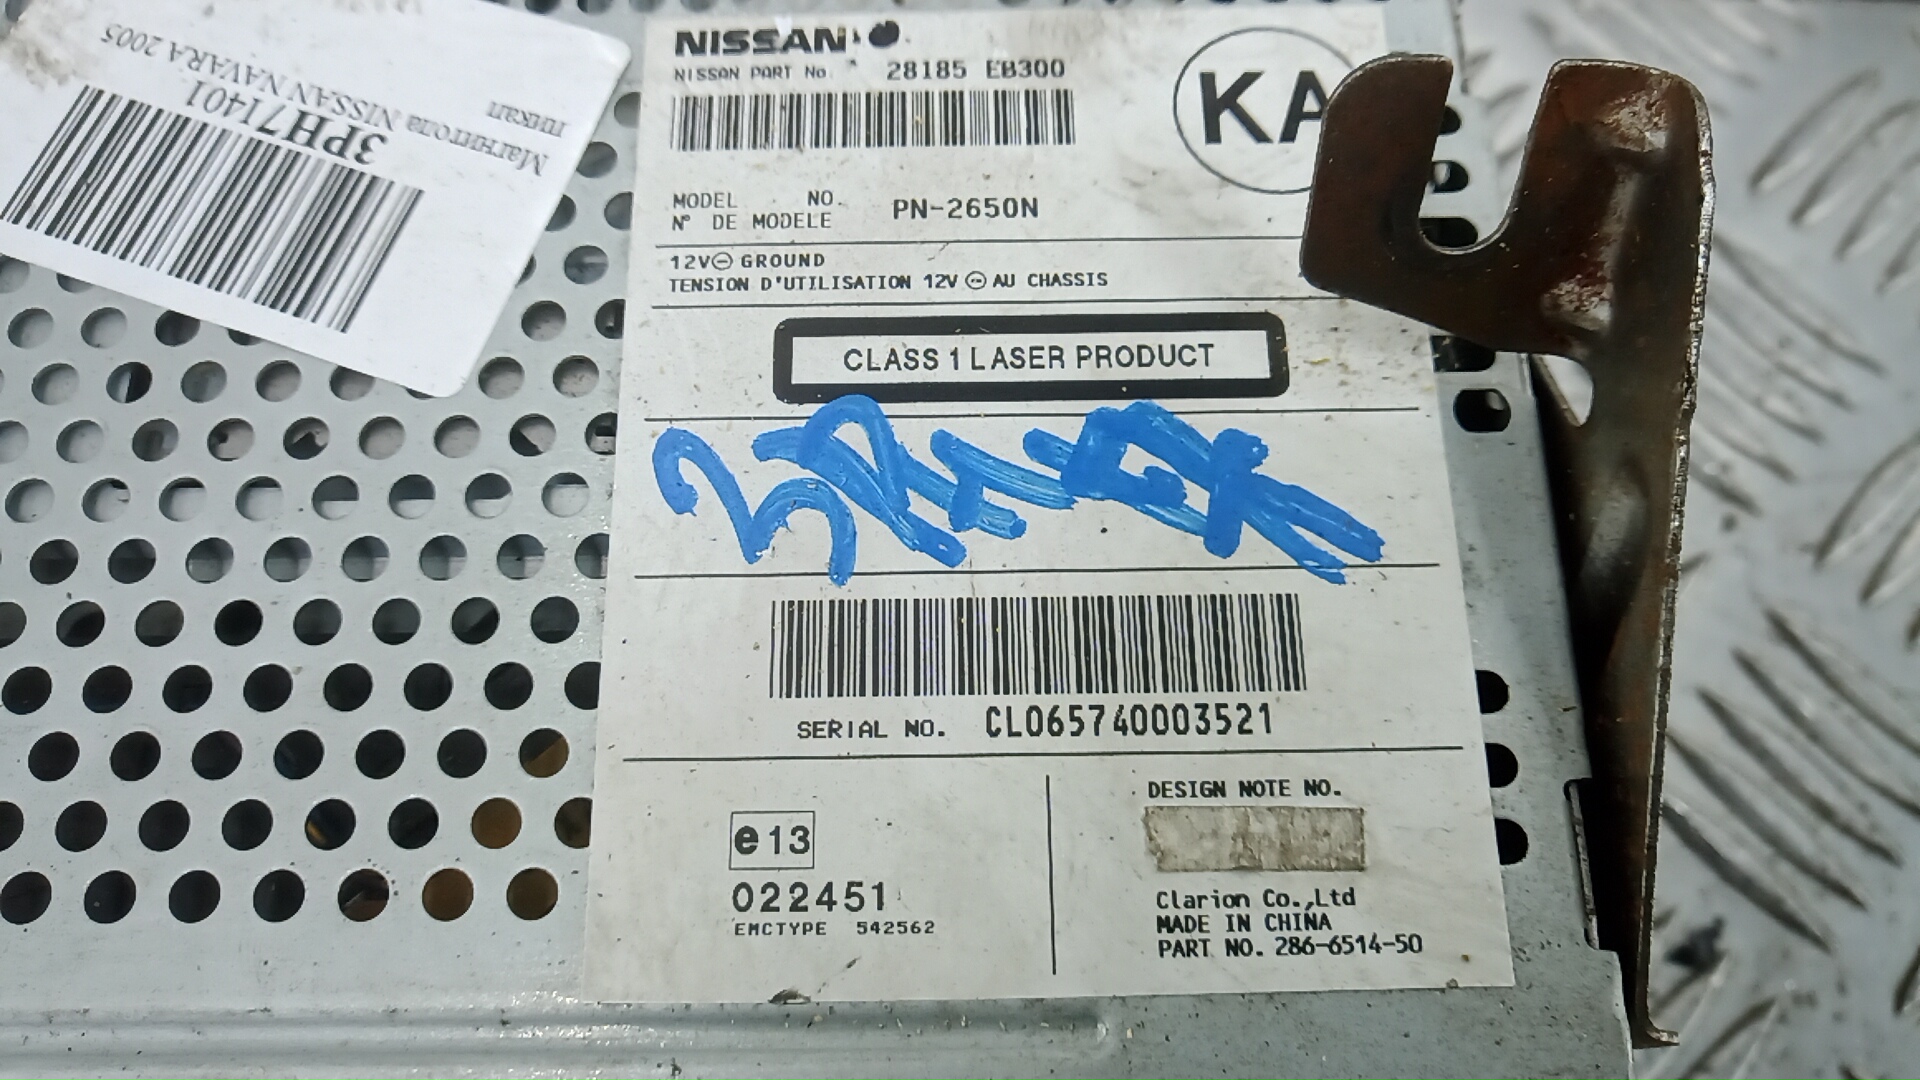 Магнитола NISSAN NAVARA 2005
пикап
3PH71401
NISSAN
NISSAN PART No. 28185 EB300
KA
MODEL NO.
N° DE MODELE
PN-2650N
12V⊖ GROUND
TENSION D'UTILISATION 12V ⊖ AU CHASSIS
CLASS 1 LASER PRODUCT
SERIAL NO. CL065740003521
e13
022451
EMCTYPE 542562
DESIGN NOTE NO.
Clarion Co.,Ltd
MADE IN CHINA
PART NO. 286-6514-50